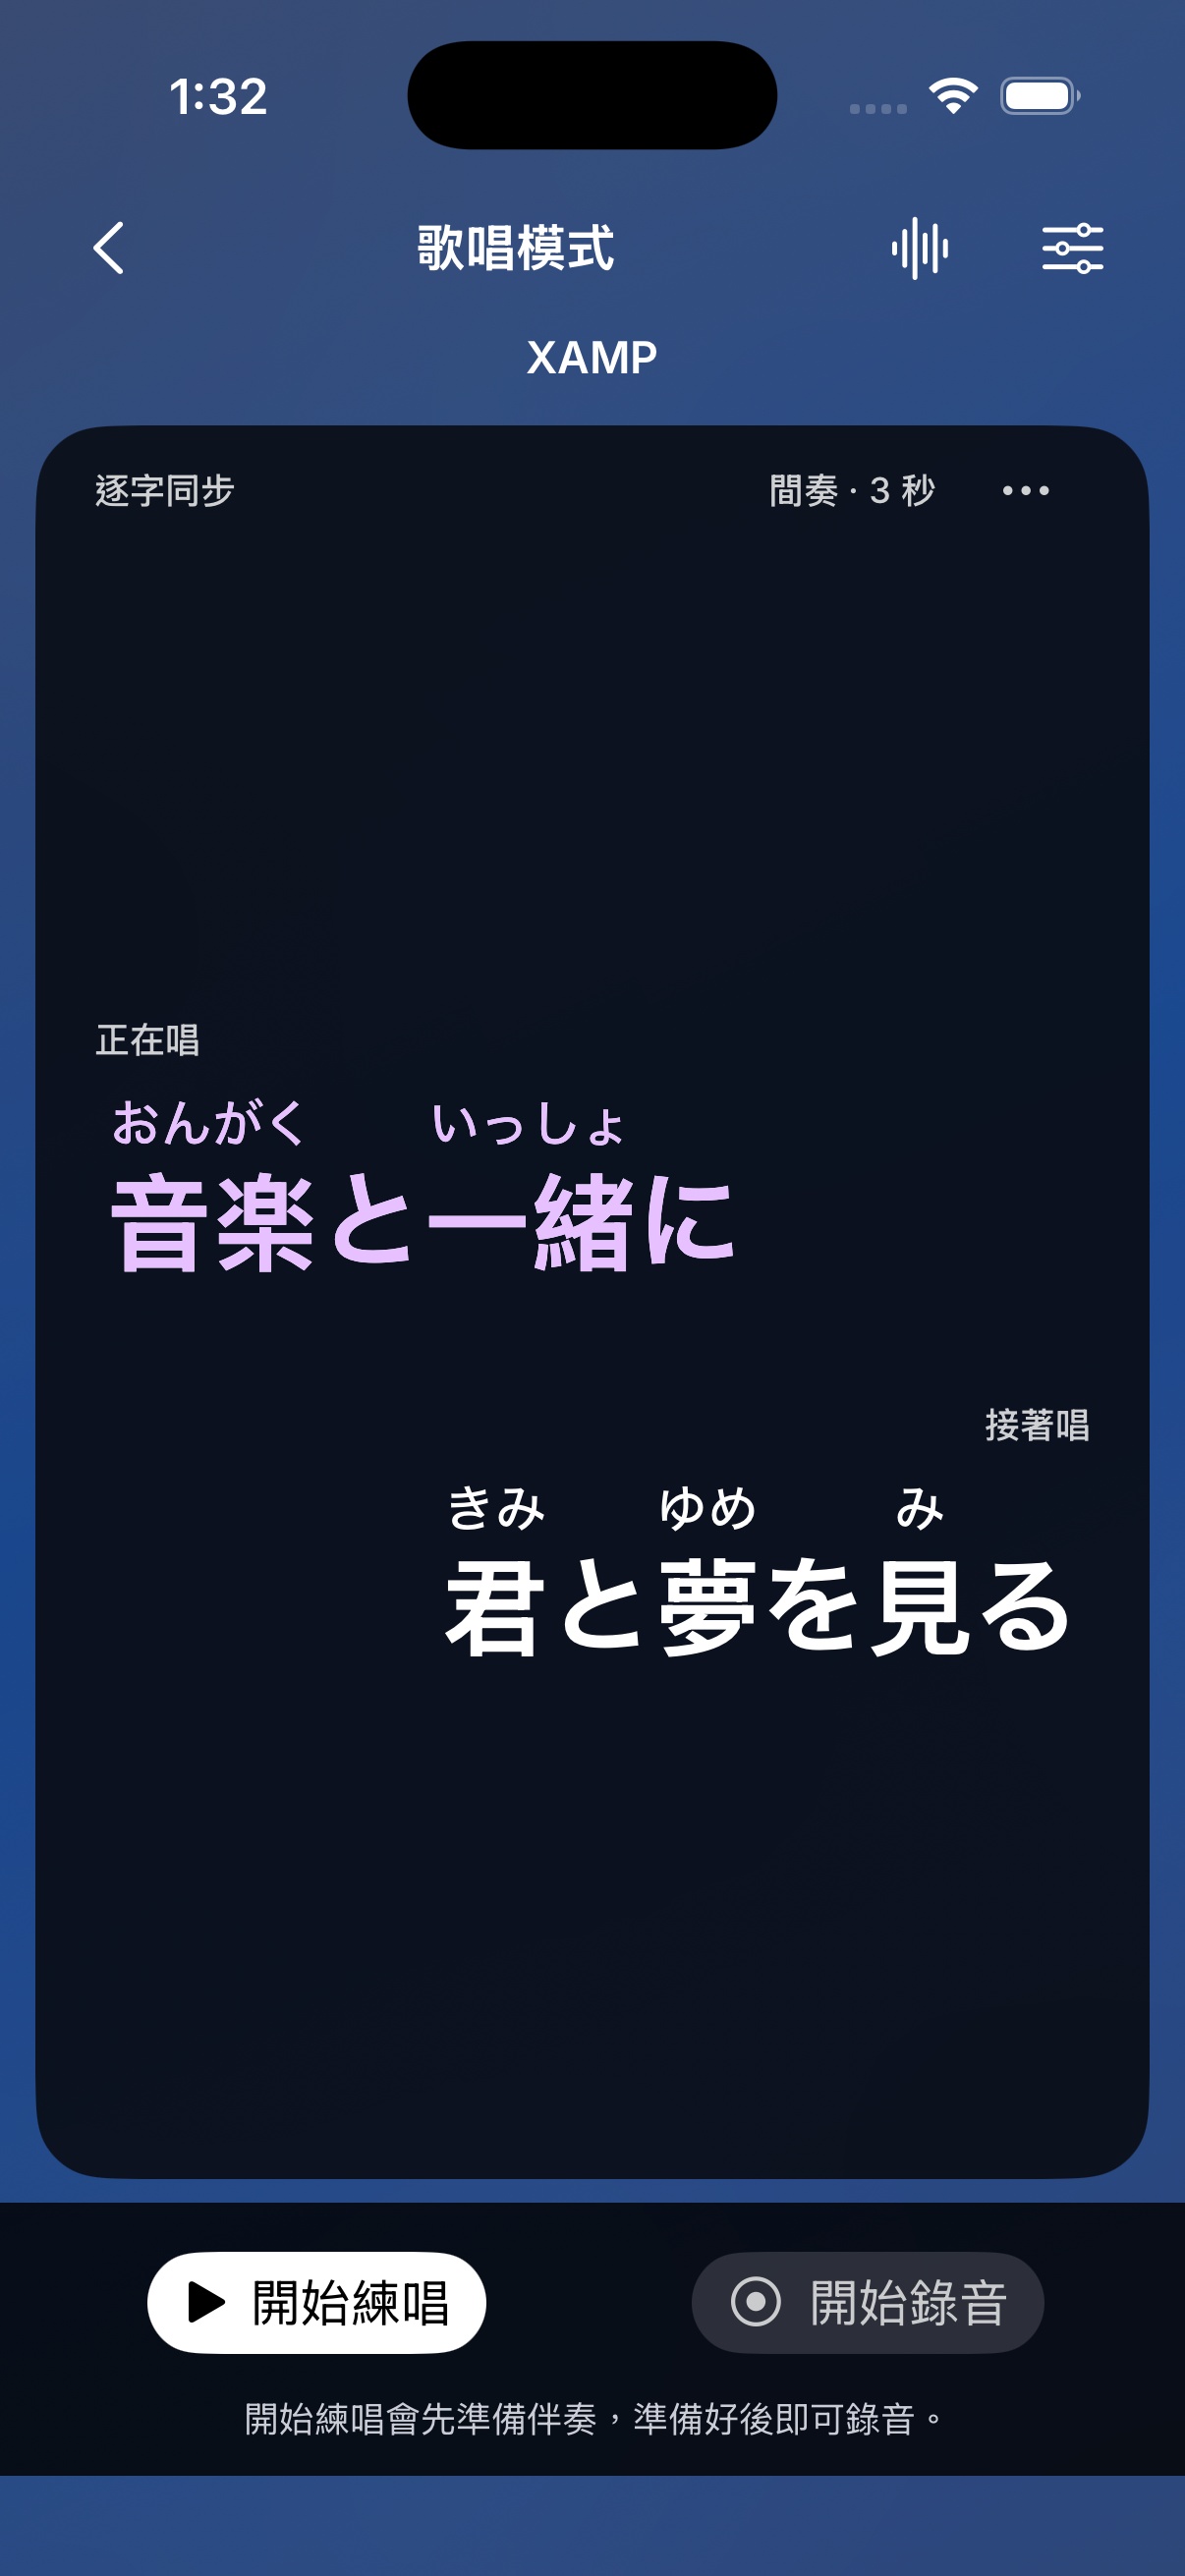 1:32
歌唱模式
XAMP
逐字同步 間奏 · 3 秒
正在唱
おんがく いっしょ
音楽と一緒に
接著唱
きみ ゆめ み
君と夢を見る
開始練唱 開始錄音
開始練唱會先準備伴奏，準備好後即可錄音。